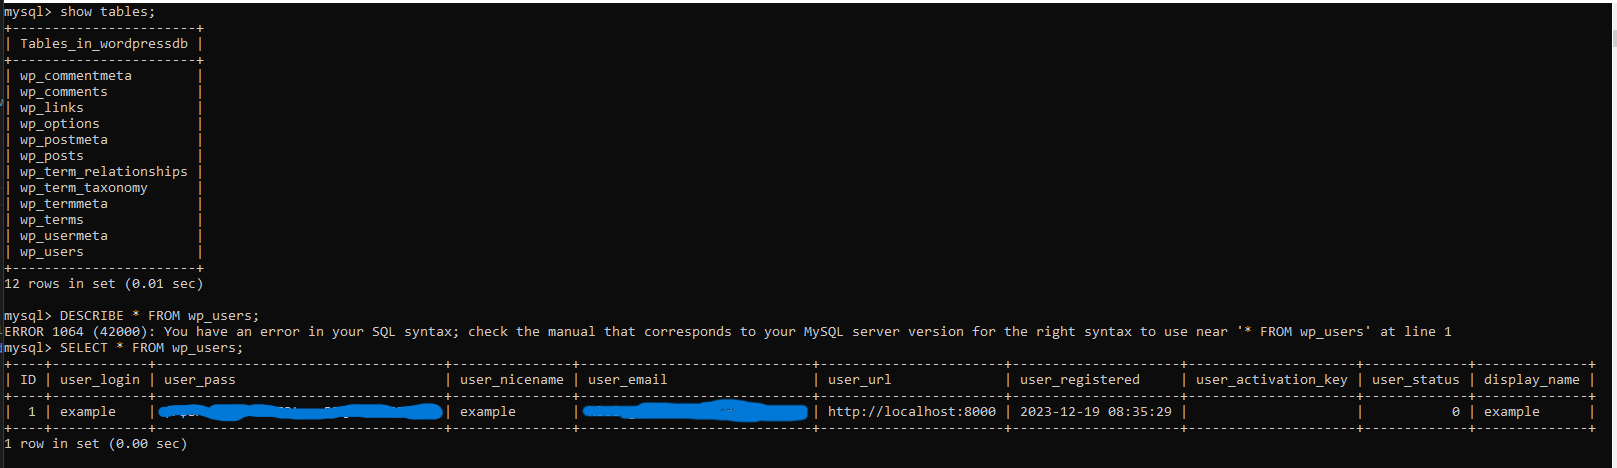 mysql> show tables;
+-----------------------+
| Tables_in_wordpressdb |
+-----------------------+
| wp_commentmeta        |
| wp_comments           |
| wp_links              |
| wp_options            |
| wp_postmeta           |
| wp_posts              |
| wp_term_relationships |
| wp_term_taxonomy      |
| wp_termmeta           |
| wp_terms              |
| wp_usermeta           |
| wp_users              |
+-----------------------+
12 rows in set (0.01 sec)
mysql> DESCRIBE * FROM wp_users;
ERROR 1064 (42000): You have an error in your SQL syntax; check the manual that corresponds to your MySQL server version for the right syntax to use near '* FROM wp_users' at line 1
mysql> SELECT * FROM wp_users;
+----+------------+------------------------------------+---------------+----------------------------+-----------------------+---------------------+---------------------+-------------+--------------+
| ID | user_login | user_pass                          | user_nicename | user_email                 | user_url              | user_registered     | user_activation_key | user_status | display_name |
+----+------------+------------------------------------+---------------+----------------------------+-----------------------+---------------------+---------------------+-------------+--------------+
| 1 | example | | example | | http://localhost:8000 | 2023-12-19 08:35:29 | | 0 | example |
+----+------------+------------------------------------+---------------+----------------------------+-----------------------+---------------------+---------------------+-------------+--------------+
1 row in set (0.00 sec)